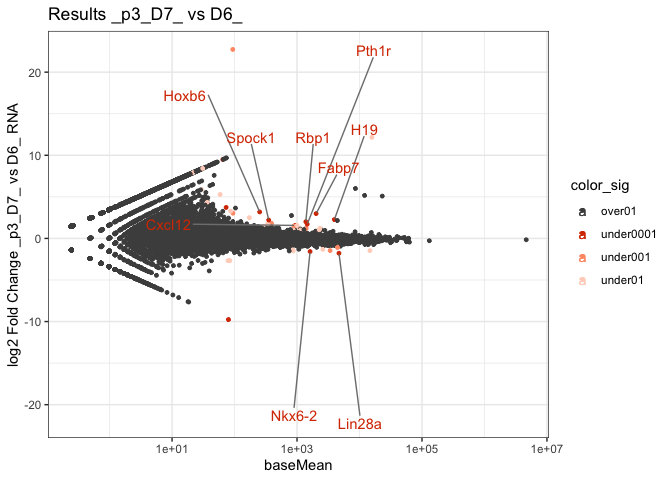 Results _p3_D7_ vs D6_
log2 Fold Change _p3_D7_ vs D6_ RNA
20
10
0
-10
-20
Pth1r
Hoxb6
Spock1
Rbp1
H19
Fabp7
Cxcl12
Nkx6-2
Lin28a
1e+01
1e+03
1e+05
1e+07
baseMean
color_sig
a over01
a under0001
a under001
a under01